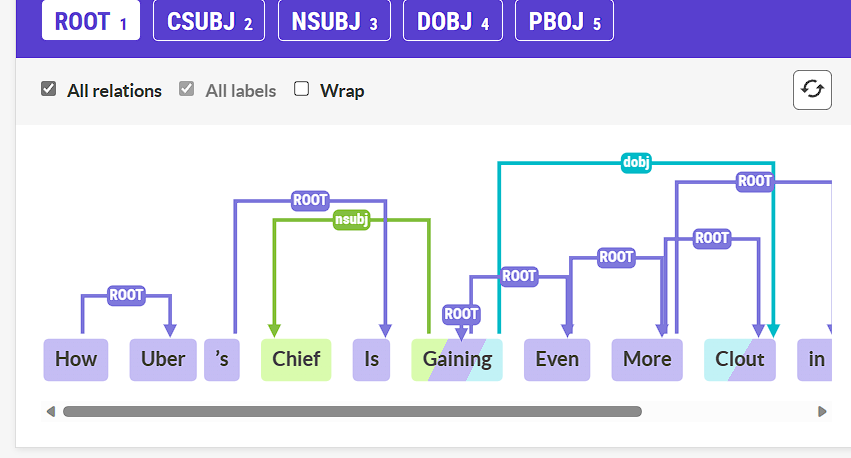 ROOT 1 CSUBJ 2 NSUBJ 3 DOBJ 4 PBOJ 5
All relations All labels Wrap
dobj
ROOT
ROOT
nsubj
ROOT
ROOT
ROOT
ROOT
ROOT
How Uber 's Chief Is Gaining Even More Clout in